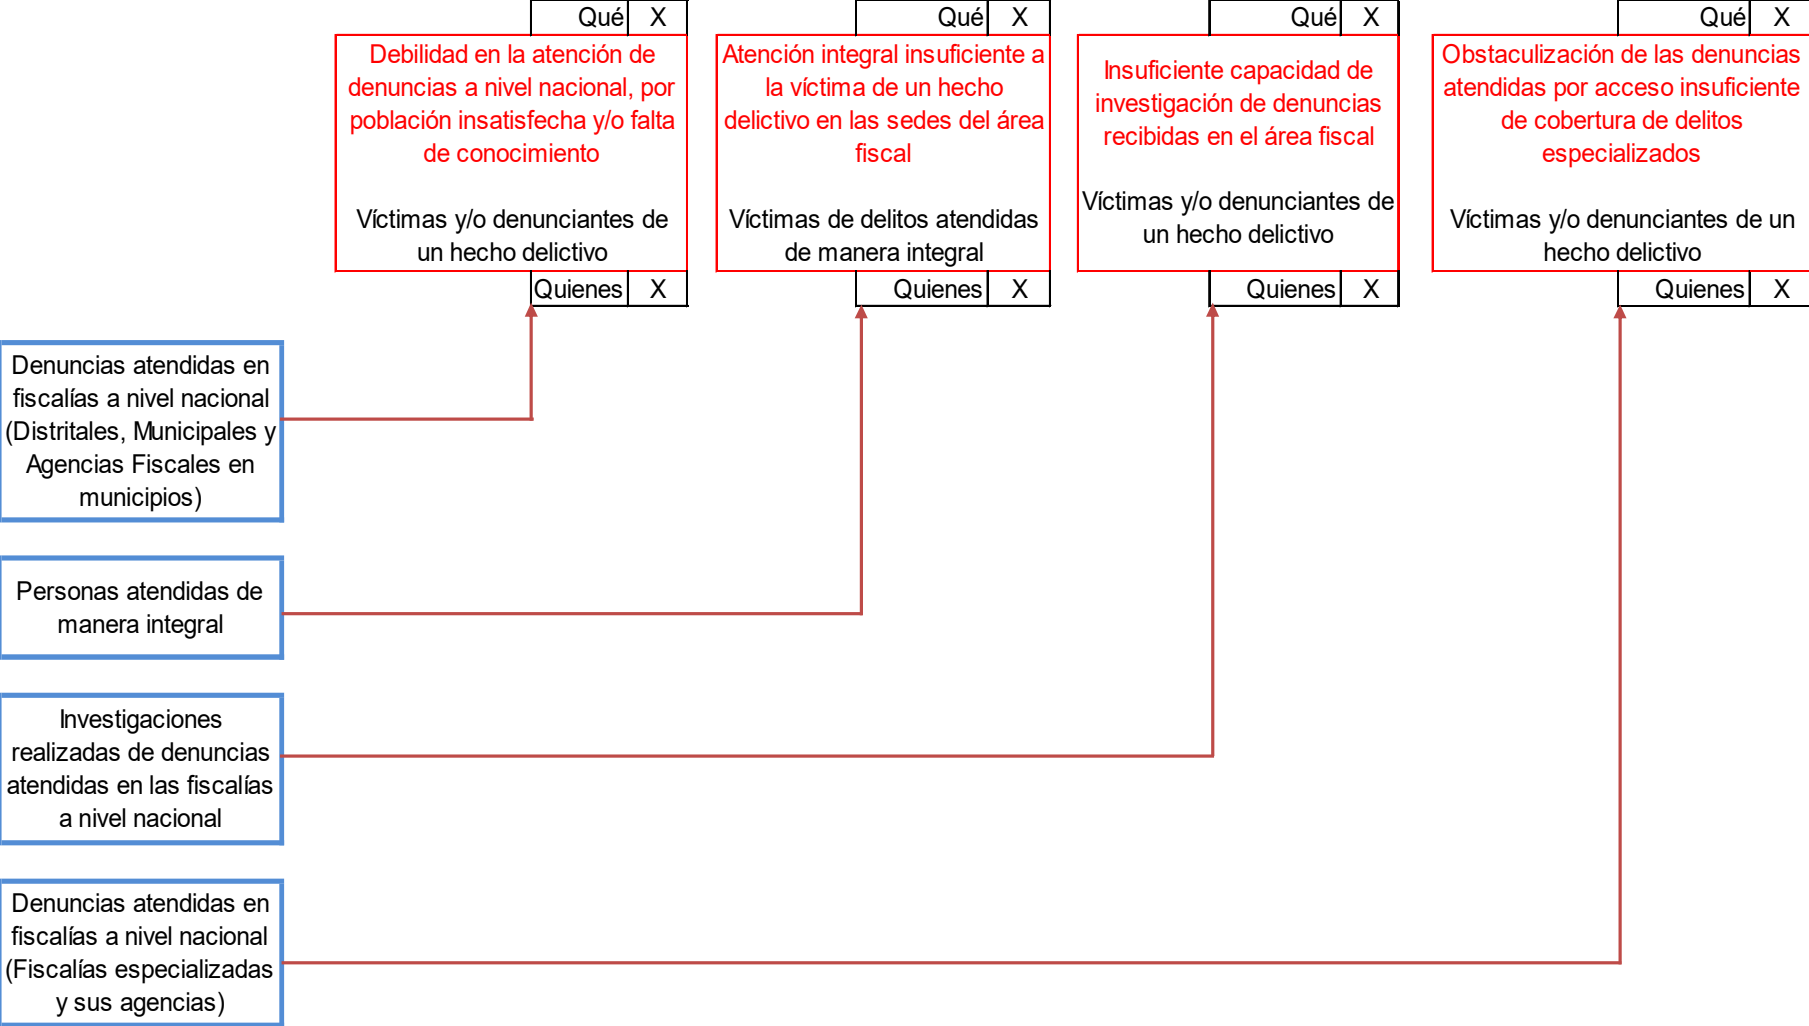 Qué X
Debilidad en la atención de
denuncias a nivel nacional, por
población insatisfecha y/o falta
de conocimiento
Víctimas y/o denunciantes de
un hecho delictivo
Quienes X
Qué X
Atención integral insuficiente a
la víctima de un hecho
delictivo en las sedes del área
fiscal
Víctimas de delitos atendidas
de manera integral
Quienes X
Qué X
Insuficiente capacidad de
investigación de denuncias
recibidas en el área fiscal
Víctimas y/o denunciantes de
un hecho delictivo
Quienes X
Qué X
Obstaculización de las denuncias
atendidas por acceso insuficiente
de cobertura de delitos
especializados
Víctimas y/o denunciantes de un
hecho delictivo
Quienes X
Denuncias atendidas en
fiscalías a nivel nacional
(Distritales, Municipales y
Agencias Fiscales en
municipios)
Personas atendidas de
manera integral
Investigaciones
realizadas de denuncias
atendidas en las fiscalías
a nivel nacional
Denuncias atendidas en
fiscalías a nivel nacional
(Fiscalías especializadas
y sus agencias)